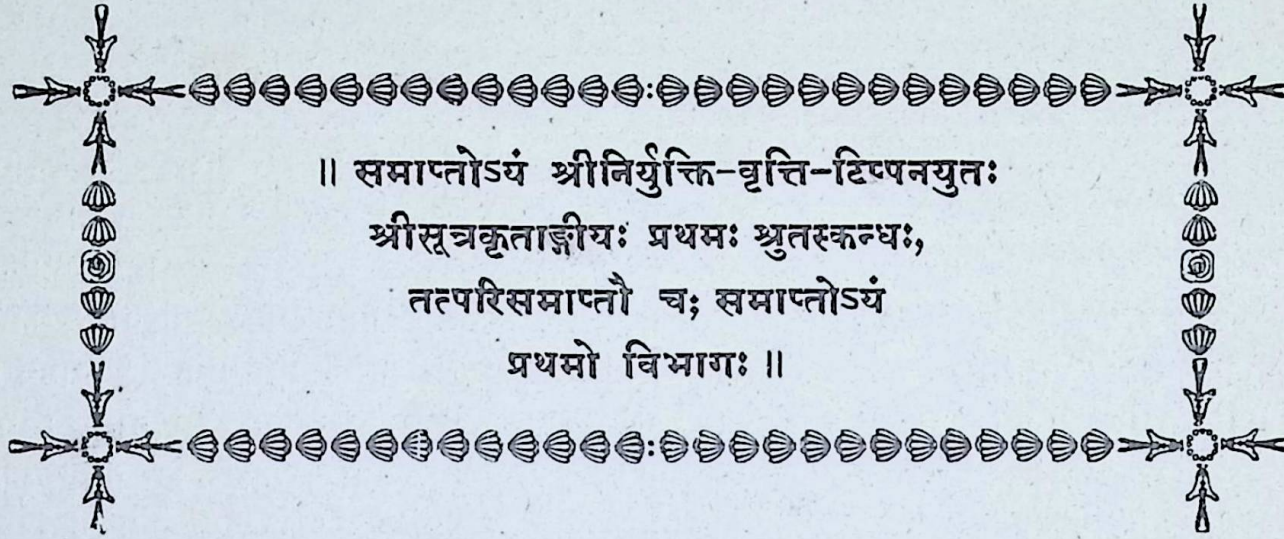 ॥ समाप्तोऽयं श्रीनिर्युक्ति-वृत्ति-टिप्पनयुतः
श्रीसूत्रकृताङ्गीयः प्रथमः श्रुतस्कन्धः,
तत्परिसमाप्तौ च; समाप्तोऽयं
प्रथमो विभागः ॥